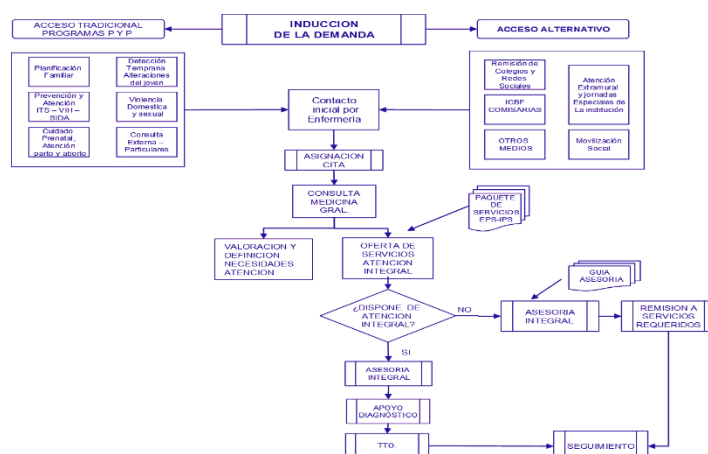 ACCESO TRADICIONAL
PROGRAMAS P Y P
INDUCCION
DE LA DEMANDA
ACCESO ALTERNATIVO
Planificación
Familiar
Detección
Temprana
Alteraciones
del joven
Prevención y
Atención
ITS – VIII –
SIDA.
Violencia
Domestica
y sexual
Cuidado
Prenatal,
Atención
parto y aborto
Consulta
Externa –
Particulares
Contacto
inicial por
Enfermería
Remisión de
Colegios y
Redes
Sociales
Atención
Extramural
y jornadas
Especiales de
La institución
ICBF
COMISARIAS
OTROS
MEDIOS
Movilización
Social
ASIGNACION
CITA
CONSULTA
MEDICINA
GRAL.
PAQUETE
DE
SERVICIOS
EPS-IPS
VALORACION Y
DEFINICION
NECESIDADES
ATENCION
OFERTA DE
SERVICIOS
ATENCION
INTEGRAL
GUIA
ASESORIA
¿DISPONE DE
ATENCION
INTEGRAL?
NO
ASESORIA
INTEGRAL
REMISION A
SERVICIOS
REQUERIDOS
SI
ASESORIA
INTEGRAL
APOYO
DIAGNÓSTICO
TTO.
SEGUIMIENTO